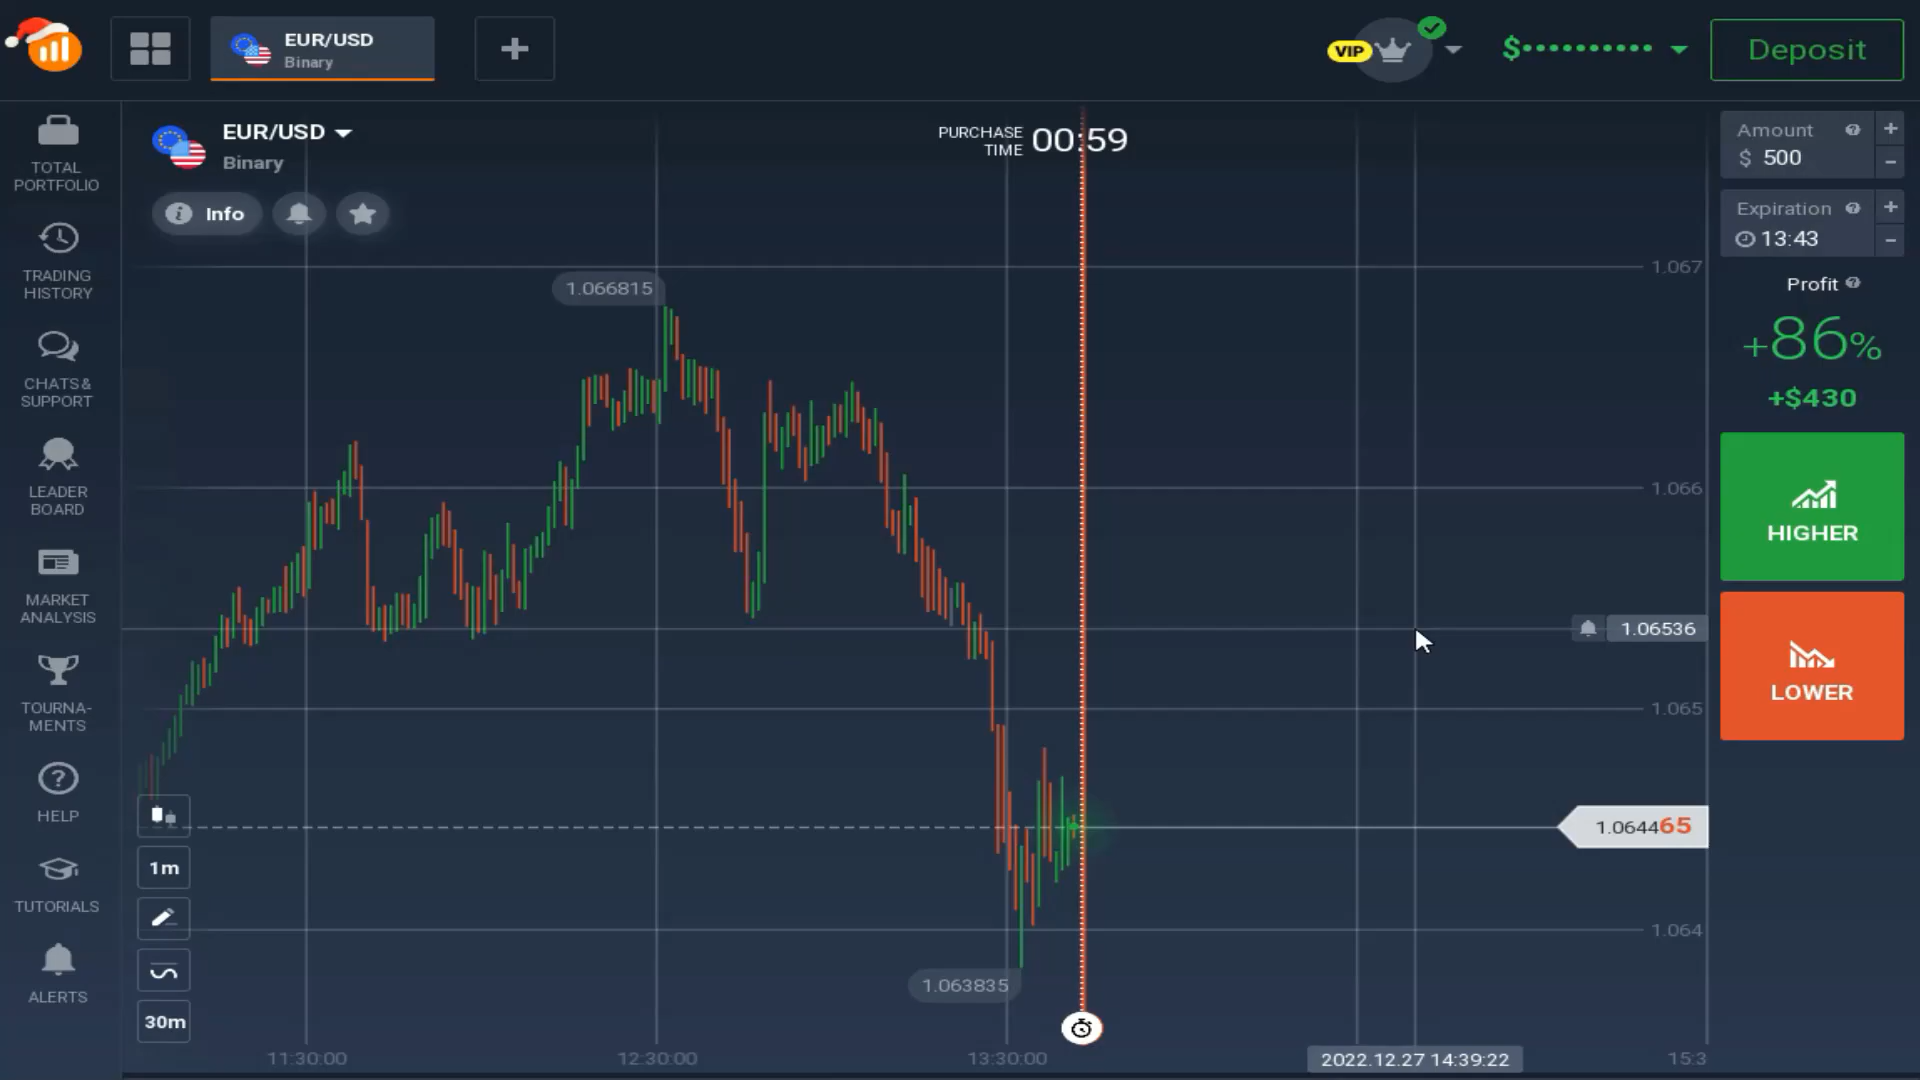 EUR/USD
Binary
VIP
$••••••••••
Deposit
TOTAL
PORTFOLIO
TRADING
HISTORY
CHATS &
SUPPORT
LEADER
BOARD
MARKET
ANALYSIS
TOURNA-
MENTS
HELP
TUTORIALS
ALERTS
EUR/USD
Binary
Info
PURCHASE
TIME
00:59
1.066815
1.063835
1.067
1.066
1.06536
1.065
1.064465
1.064
1m
30m
11:30:00
12:30:00
13:30:00
2022.12.27 14:39:22
15:3
Amount
$ 500
Expiration
13:43
Profit
+86%
+$430
HIGHER
LOWER